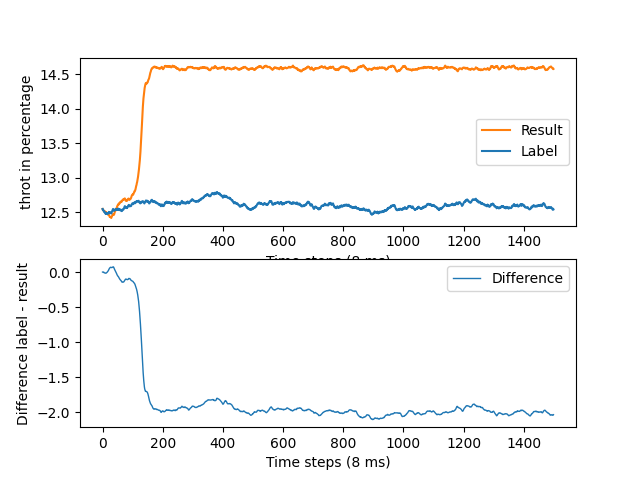 14.5
14.0
13.5
13.0
12.5
throt in percentage
Result
Label
0 200 400 600 800 1000 1200 1400
Time steps (8 ms)
0.0
−0.5
−1.0
−1.5
−2.0
Difference label - result
Difference
0 200 400 600 800 1000 1200 1400
Time steps (8 ms)